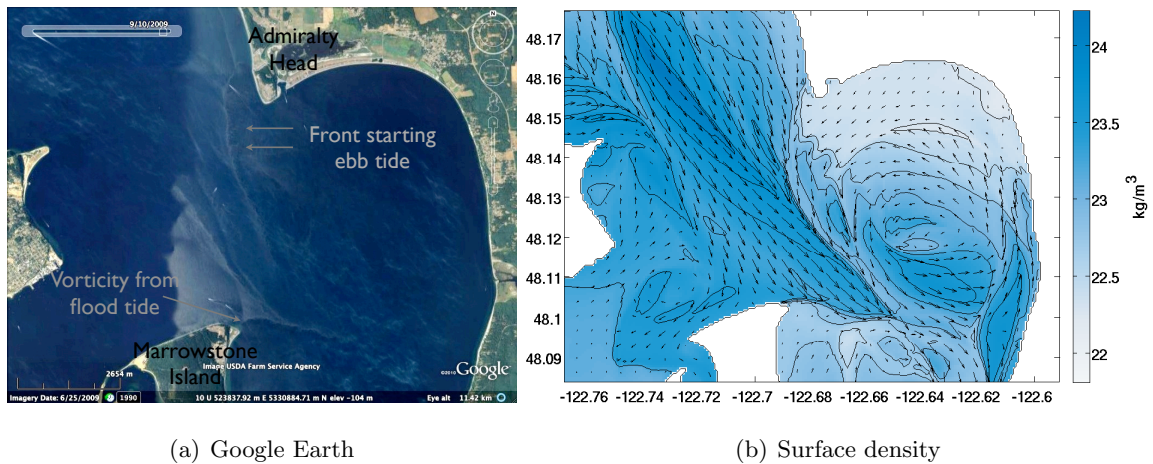 9/10/2009
N
Admiralty
Head
Front starting
ebb tide
Vorticity from
flood tide
Marrowstone
Island
Image USDA Farm Service Agency
2654 m
©2010 Google
Imagery Date: 6/25/2009 1990 10 U 523837.92 m E 5330884.71 m N elev -104 m Eye alt 11.42 km
(a) Google Earth
48.17
48.16
48.15
48.14
48.13
48.12
48.11
48.1
48.09
-122.76 -122.74 -122.72 -122.7 -122.68 -122.66 -122.64 -122.62 -122.6
24
23.5
23
22.5
22
kg/m³
(b) Surface density